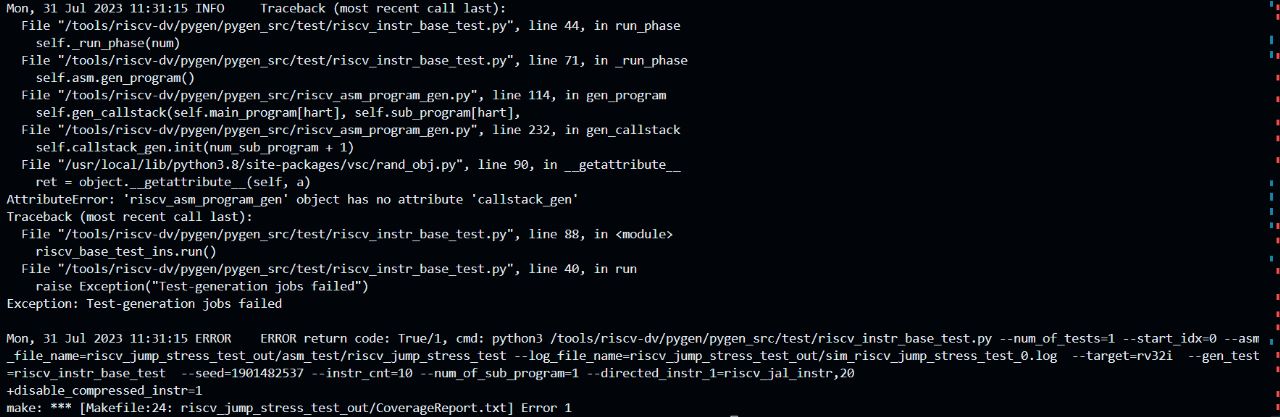 Mon, 31 Jul 2023 11:31:15 INFO     Traceback (most recent call last):
  File "/tools/riscv-dv/pygen/pygen_src/test/riscv_instr_base_test.py", line 44, in run_phase
    self._run_phase(num)
  File "/tools/riscv-dv/pygen/pygen_src/test/riscv_instr_base_test.py", line 71, in _run_phase
    self.asm.gen_program()
  File "/tools/riscv-dv/pygen/pygen_src/riscv_asm_program_gen.py", line 114, in gen_program
    self.gen_callstack(self.main_program[hart], self.sub_program[hart],
  File "/tools/riscv-dv/pygen/pygen_src/riscv_asm_program_gen.py", line 232, in gen_callstack
    self.callstack_gen.init(num_sub_program + 1)
  File "/usr/local/lib/python3.8/site-packages/vsc/rand_obj.py", line 90, in __getattribute__
    ret = object.__getattribute__(self, a)
AttributeError: 'riscv_asm_program_gen' object has no attribute 'callstack_gen'
Traceback (most recent call last):
  File "/tools/riscv-dv/pygen/pygen_src/test/riscv_instr_base_test.py", line 88, in <module>
    riscv_base_test_ins.run()
  File "/tools/riscv-dv/pygen/pygen_src/test/riscv_instr_base_test.py", line 40, in run
    raise Exception("Test-generation jobs failed")
Exception: Test-generation jobs failed

Mon, 31 Jul 2023 11:31:15 ERROR    ERROR return code: True/1, cmd: python3 /tools/riscv-dv/pygen/pygen_src/test/riscv_instr_base_test.py --num_of_tests=1 --start_idx=0 --asm
_file_name=riscv_jump_stress_test_out/asm_test/riscv_jump_stress_test --log_file_name=riscv_jump_stress_test_out/sim_riscv_jump_stress_test_0.log  --target=rv32i  --gen_test
=riscv_instr_base_test  --seed=1901482537 --instr_cnt=10 --num_of_sub_program=1 --directed_instr_1=riscv_jal_instr,20
+disable_compressed_instr=1
make: *** [Makefile:24: riscv_jump_stress_test_out/CoverageReport.txt] Error 1